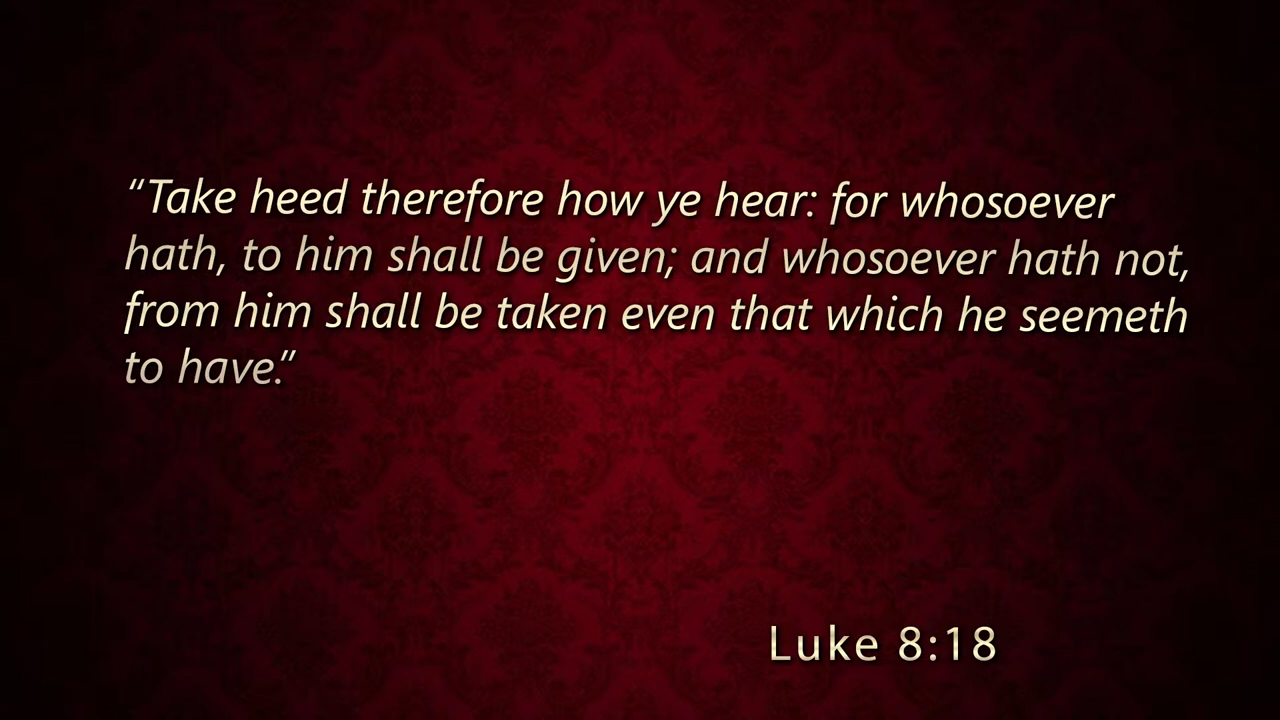 “Take heed therefore how ye hear: for whosoever
hath, to him shall be given; and whosoever hath not,
from him shall be taken even that which he seemeth
to have.”
Luke 8:18